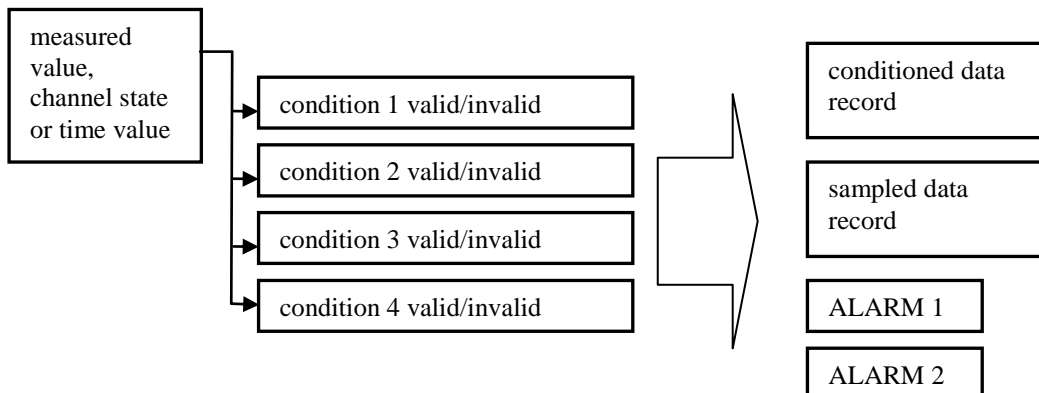 measured
value,
channel state
or time value
condition 1 valid/invalid
condition 2 valid/invalid
condition 3 valid/invalid
condition 4 valid/invalid
conditioned data
record
sampled data
record
ALARM 1
ALARM 2